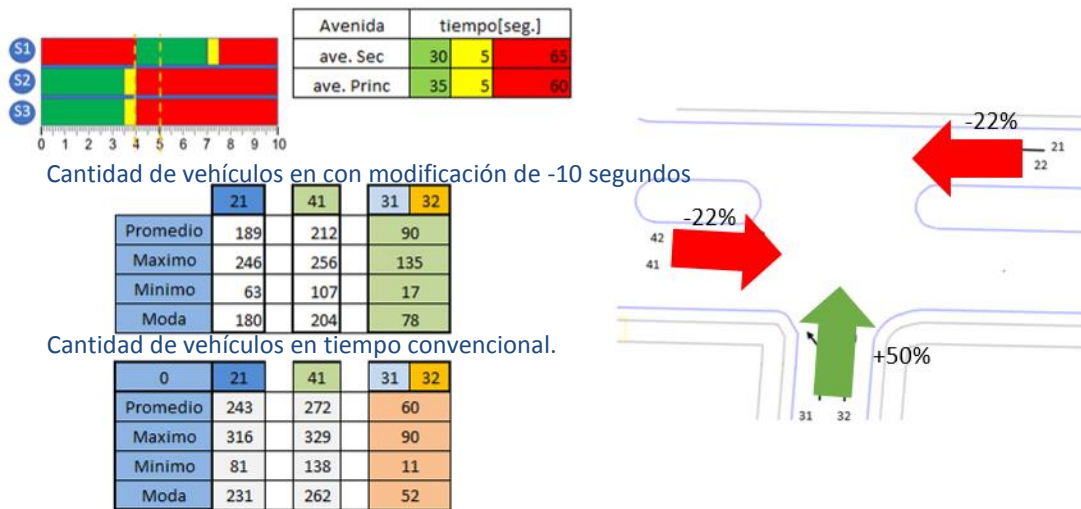 Avenida tiempo[seg.]
S1
ave. Sec 30 5 65
S2
ave. Princ 35 5 60
S3
0 1 2 3 4 5 6 7 8 9 10
Cantidad de vehículos en con modificación de -10 segundos
21 41 31 32
Promedio 189 212 90
Maximo 246 256 135
Minimo 63 107 17
Moda 180 204 78
Cantidad de vehículos en tiempo convencional.
0 21 41 31 32
Promedio 243 272 60
Maximo 316 329 90
Minimo 81 138 11
Moda 231 262 52
-22%
21
22
-22%
42
41
+50%
31 32